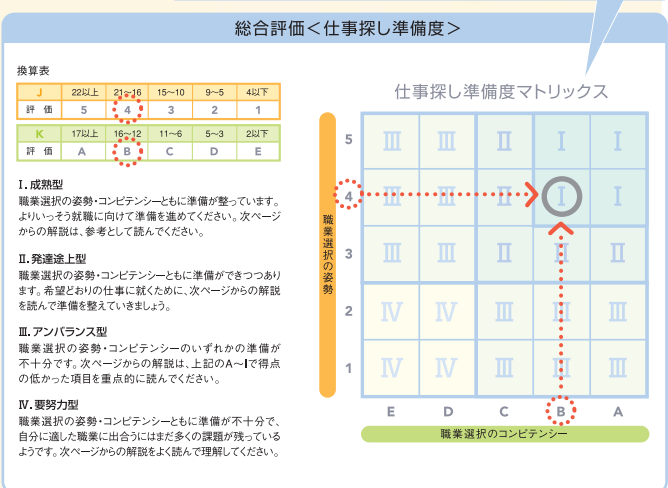 総合評価＜仕事探し準備度＞
換算表
J 22以上 21～16 15～10 9～5 4以下
評 価 5 4 3 2 1
K 17以上 16～12 11～6 5～3 2以下
評 価 A B C D E
Ⅰ. 成熟型
職業選択の姿勢・コンピテンシーともに準備が整っています。
よりいっそう就職に向けて準備を進めてください。次ページ
からの解説は、参考として読んでください。
Ⅱ. 発達途上型
職業選択の姿勢・コンピテンシーともに準備ができつつあり
ます。希望どおりの仕事に就くために、次ページからの解説
を読んで準備を整えていきましょう。
Ⅲ. アンバランス型
職業選択の姿勢・コンピテンシーのいずれかの準備が
不十分です。次ページからの解説は、上記のA～Iで得点
の低かった項目を重点的に読んでください。
Ⅳ. 要努力型
職業選択の姿勢・コンピテンシーともに準備が不十分で、
自分に適した職業に出合うにはまだ多くの課題が残っている
ようです。次ページからの解説をよく読んで理解してください。
仕事探し準備度マトリックス
職業選択の姿勢
5 Ⅲ Ⅲ Ⅱ Ⅰ Ⅰ
4 Ⅲ Ⅲ Ⅱ Ⅰ Ⅰ
3 Ⅲ Ⅲ Ⅱ Ⅱ Ⅱ
2 Ⅳ Ⅳ Ⅲ Ⅲ Ⅲ
1 Ⅳ Ⅳ Ⅲ Ⅲ Ⅲ
E D C B A
職業選択のコンピテンシー